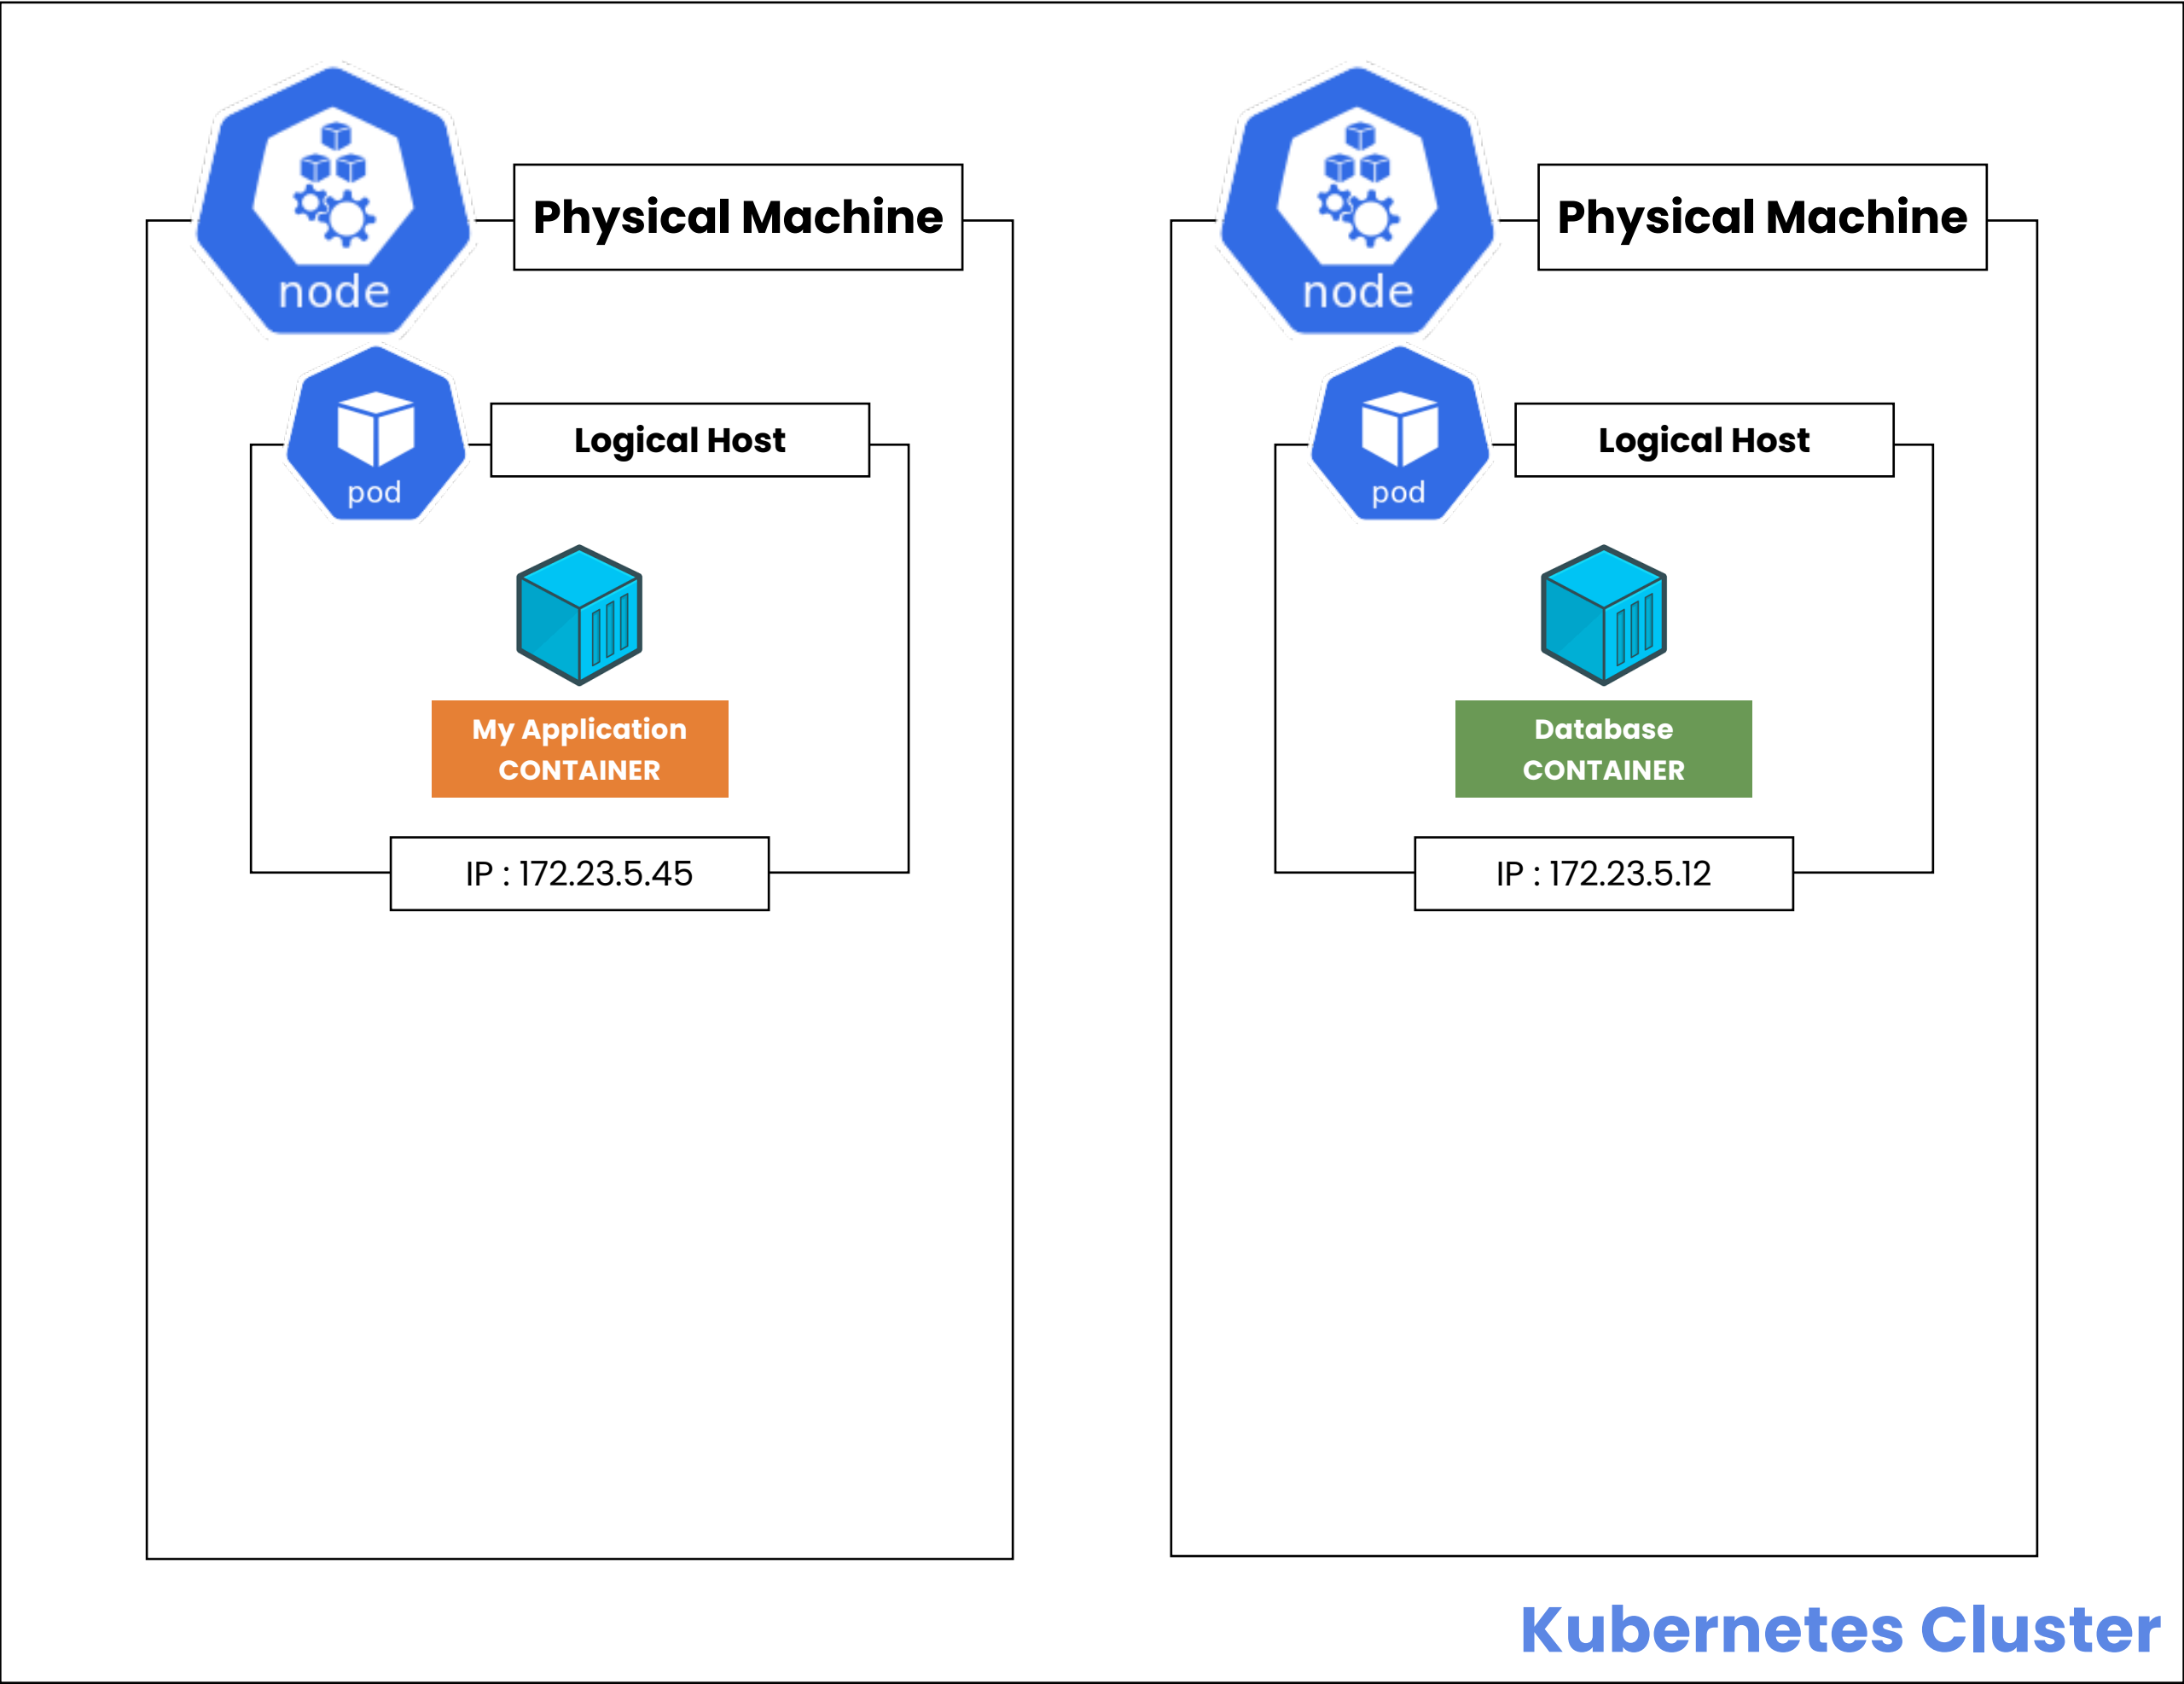 node
Physical Machine
pod
Logical Host
My Application
CONTAINER
IP : 172.23.5.45
node
Physical Machine
pod
Logical Host
Database
CONTAINER
IP : 172.23.5.12
Kubernetes Cluster